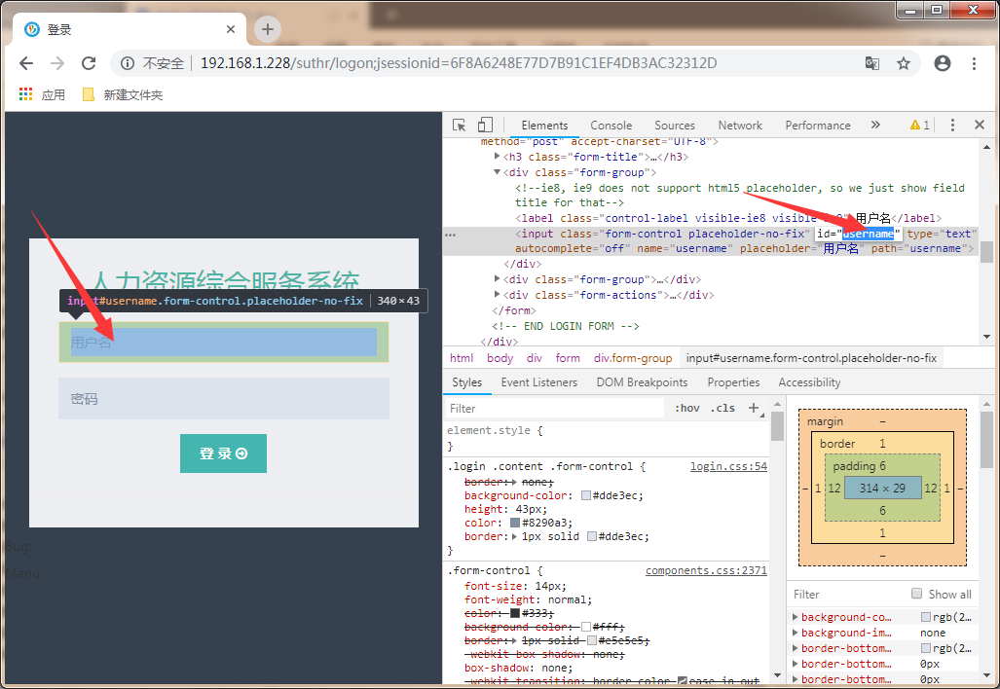 登录
不安全 192.168.1.228/suthr/logon;jsessionid=6F8A6248E77D7B91C1EF4DB3AC32312D
应用 新建文件夹
人力资源综合服务系统
input#username.form-control.placeholder-no-fix 340×43
用户名
密码
登 录
Bug:
Menu:
Elements Console Sources Network Performance » 1
method="post" accept-charset="UTF-8">
<h3 class="form-title">…</h3>
<div class="form-group">
<!--ie8, ie9 does not support html5 placeholder, so we just show field
title for that-->
<label class="control-label visible-ie8 visible-ie9">用户名</label>
<input class="form-control placeholder-no-fix" id="username" type="text"
autocomplete="off" name="username" placeholder="用户名" path="username">
</div>
<div class="form-group">…</div>
<div class="form-actions">…</div>
</form>
<!-- END LOGIN FORM -->
</div>
html body div form div.form-group input#username.form-control.placeholder-no-fix
Styles Event Listeners DOM Breakpoints Properties Accessibility
Filter :hov .cls +
element.style {
}
.login .content .form-control { login.css:54
border: none;
background-color: #dde3ec;
height: 43px;
color: #8290a3;
border: 1px solid #dde3ec;
}
.form-control { components.css:2371
font-size: 14px;
font-weight: normal;
color: #333;
background-color: #fff;
border: 1px solid #e5e5e5;
-webkit-box-shadow: none;
box-shadow: none;
-webkit-transition: border-color ease-in-out
margin –
border 1
padding 6
– 1 12 314 × 29 12 1 –
6
1
–
Filter Show all
background-co… rgb(2…
background-im… none
border-bottom… rgb(2…
border-bottom… 0px
border-bottom… 0px